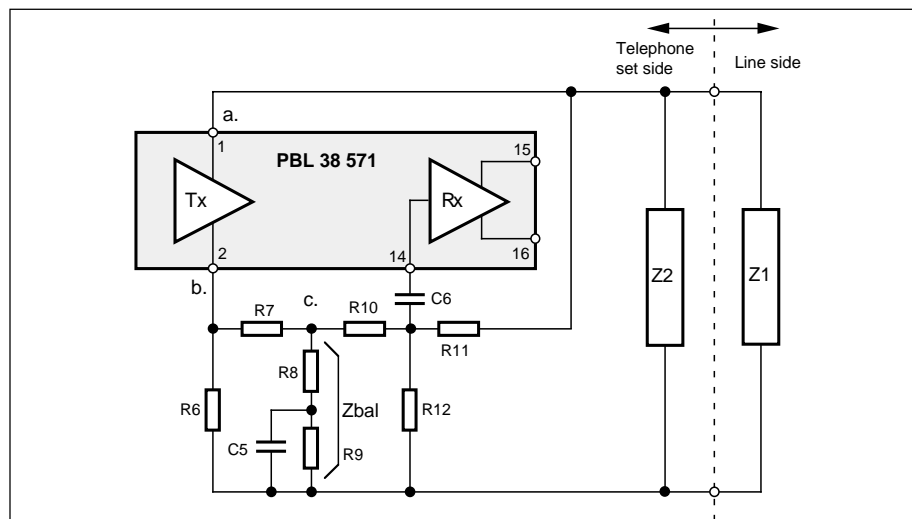 Telephone
set side
Line side
a.
1
PBL 38 571
15
Tx
Rx
2
14
16
b.
c.
C6
Z2
Z1
R7
R10
R11
R8
R6
Zbal
R12
C5
R9